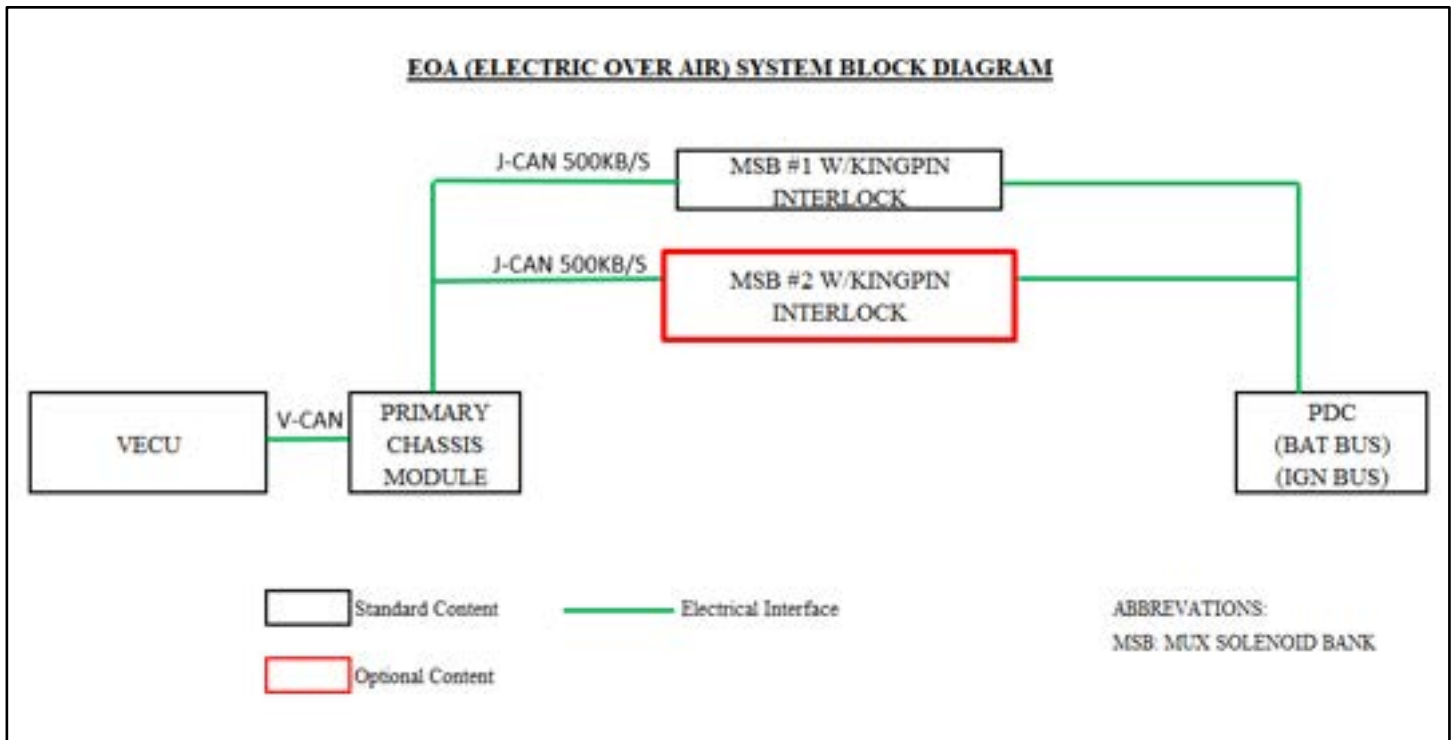 EOA (ELECTRIC OVER AIR) SYSTEM BLOCK DIAGRAM
J-CAN 500KB/S
MSB #1 W/KINGPIN
INTERLOCK
J-CAN 500KB/S
MSB #2 W/KINGPIN
INTERLOCK
VECU
V-CAN
PRIMARY
CHASSIS
MODULE
PDC
(BAT BUS)
(IGN BUS)
Standard Content
Electrical Interface
ABBREVATIONS:
MSB: MUX SOLENOID BANK
Optional Content